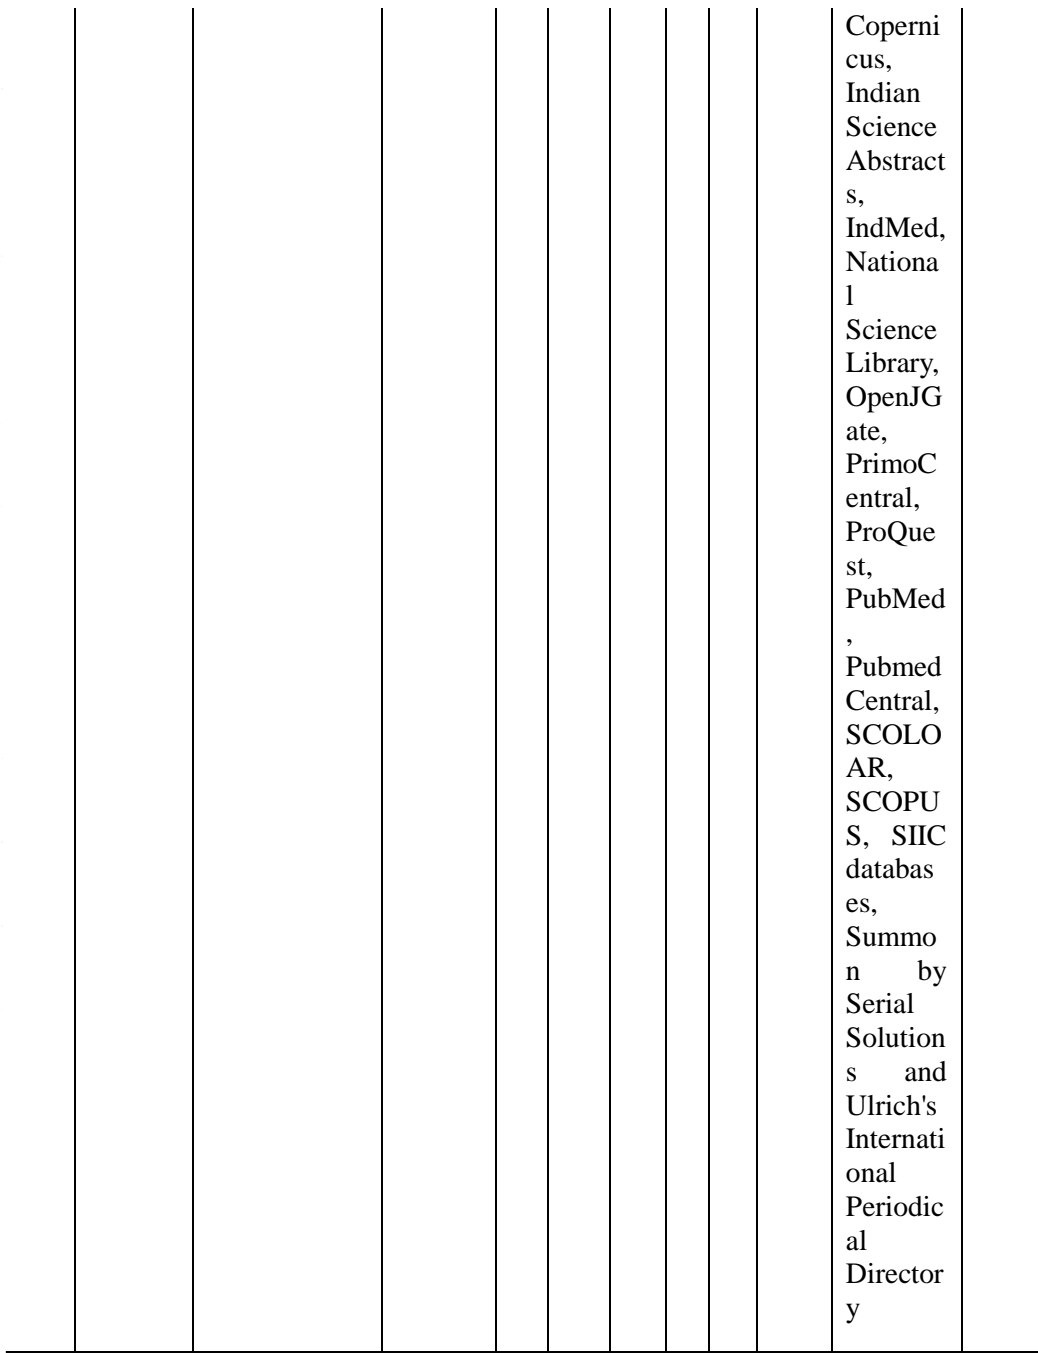 Coperni
cus,
Indian
Science
Abstract
s,
IndMed,
Nationa
l
Science
Library,
OpenJG
ate,
PrimoC
entral,
ProQue
st,
PubMed
,
Pubmed
Central,
SCOLO
AR,
SCOPU
S, SIIC
databas
es,
Summo
n by
Serial
Solution
s and
Ulrich's
Internati
onal
Periodic
al
Director
y